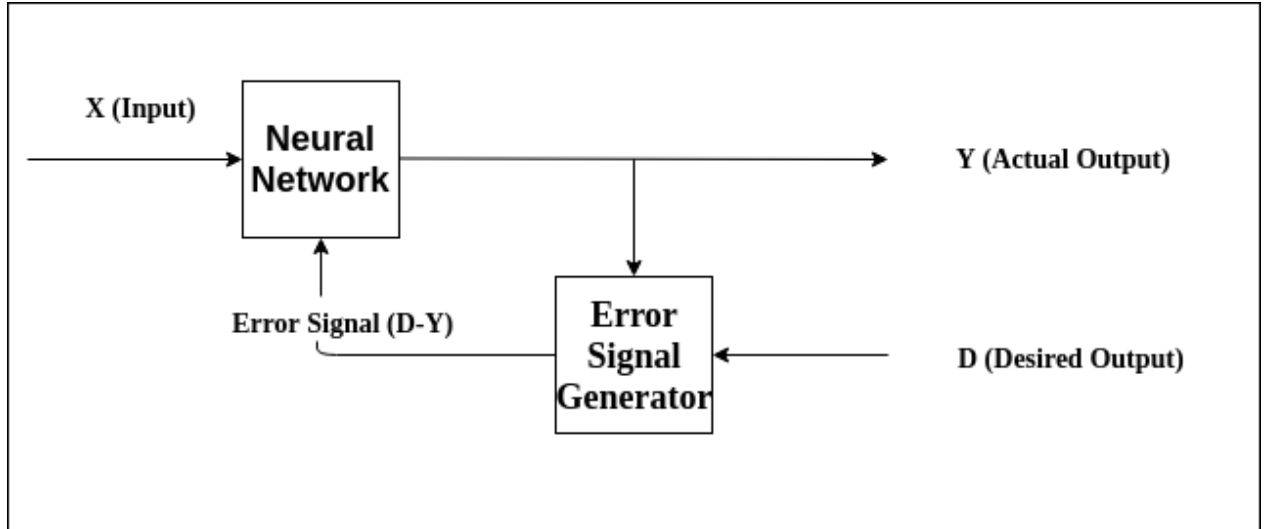 X (Input)
Neural
Network
Y (Actual Output)
Error Signal (D-Y)
Error
Signal
Generator
D (Desired Output)